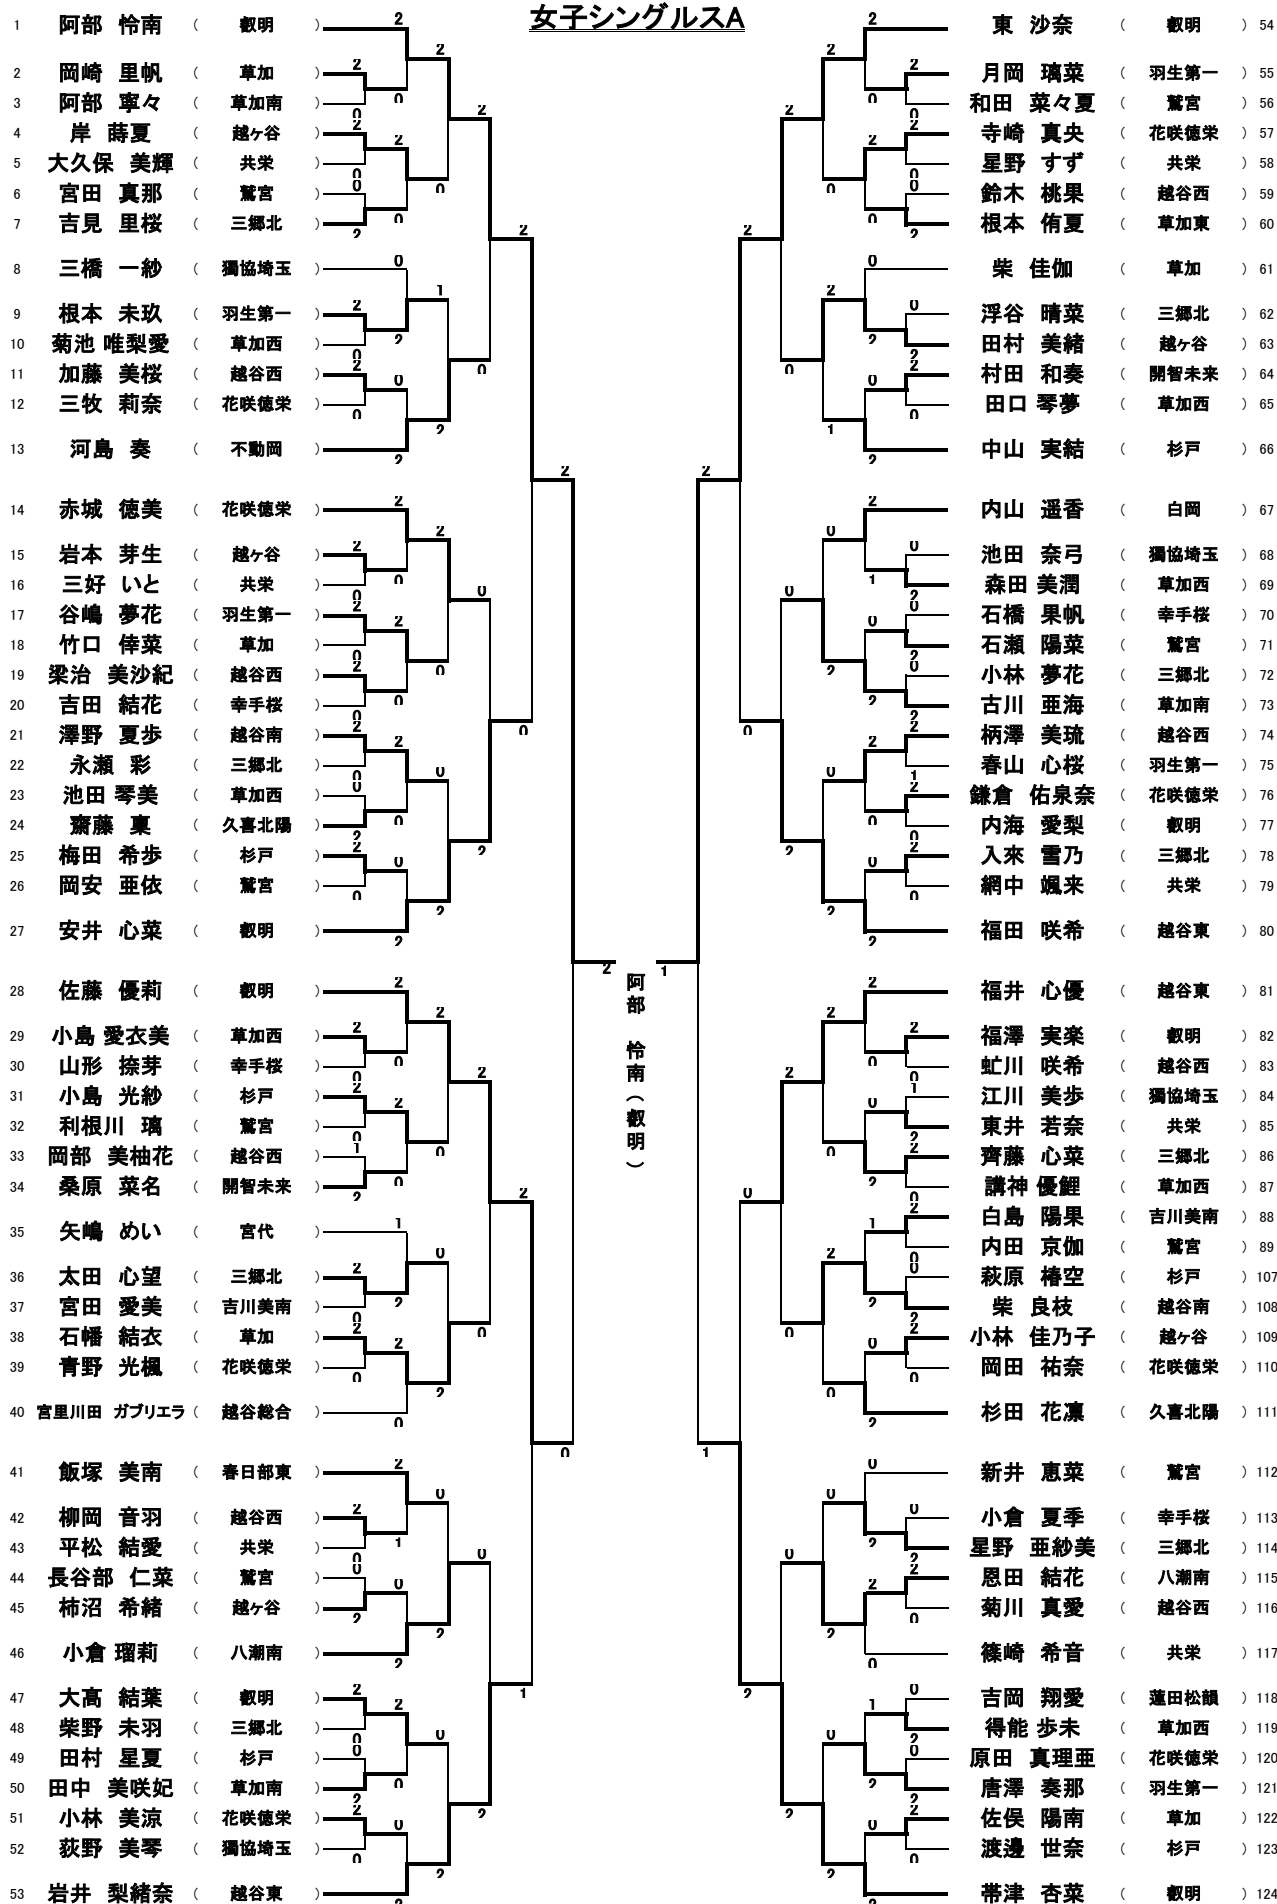 女子シングルスA
1 阿部 怜南 ( 叡明 )
2 岡崎 里帆 ( 草加 )
3 阿部 寧々 ( 草加南 )
4 岸 蒔夏 ( 越ヶ谷 )
5 大久保 美輝 ( 共栄 )
6 宮田 真那 ( 鷲宮 )
7 吉見 里桜 ( 三郷北 )
8 三橋 一紗 ( 獨協埼玉 )
9 根本 未玖 ( 羽生第一 )
10 菊池 唯梨愛 ( 草加西 )
11 加藤 美桜 ( 越谷西 )
12 三牧 莉奈 ( 花咲徳栄 )
13 河島 奏 ( 不動岡 )
14 赤城 徳美 ( 花咲徳栄 )
15 岩本 芽生 ( 越ヶ谷 )
16 三好 いと ( 共栄 )
17 谷嶋 夢花 ( 羽生第一 )
18 竹口 倖菜 ( 草加 )
19 梁治 美沙紀 ( 越谷西 )
20 吉田 結花 ( 幸手桜 )
21 澤野 夏歩 ( 越谷南 )
22 永瀬 彩 ( 三郷北 )
23 池田 琴美 ( 草加西 )
24 齋藤 東 ( 久喜北陽 )
25 梅田 希歩 ( 杉戸 )
26 岡安 亜依 ( 鷲宮 )
27 安井 心菜 ( 叡明 )
28 佐藤 優莉 ( 叡明 )
29 小島 愛衣美 ( 草加西 )
30 山形 捺芽 ( 幸手桜 )
31 小島 光紗 ( 杉戸 )
32 利根川 璃 ( 鷲宮 )
33 岡部 美柚花 ( 越谷西 )
34 桑原 菜名 ( 開智未来 )
35 矢嶋 めい ( 宮代 )
36 太田 心望 ( 三郷北 )
37 宮田 愛美 ( 吉川美南 )
38 石幡 結衣 ( 草加 )
39 青野 光楓 ( 花咲徳栄 )
40 宮里川田 ガブリエラ ( 越谷総合 )
41 飯塚 美南 ( 春日部東 )
42 柳岡 音羽 ( 越谷西 )
43 平松 結愛 ( 共栄 )
44 長谷部 仁菜 ( 鷲宮 )
45 柿沼 希緒 ( 越ヶ谷 )
46 小倉 瑠莉 ( 八潮南 )
47 大高 結葉 ( 叡明 )
48 柴野 未羽 ( 三郷北 )
49 田村 星夏 ( 杉戸 )
50 田中 美咲妃 ( 草加南 )
51 小林 美涼 ( 花咲徳栄 )
52 荻野 美琴 ( 獨協埼玉 )
53 岩井 梨緒奈 ( 越谷東 )
阿部 怜南(叡明)
東 沙奈 ( 叡明 ) 54
月岡 璃菜 ( 羽生第一 ) 55
和田 菜々夏 ( 鷲宮 ) 56
寺崎 真央 ( 花咲徳栄 ) 57
星野 すず ( 共栄 ) 58
鈴木 桃果 ( 越谷西 ) 59
根本 侑夏 ( 草加東 ) 60
柴 佳伽 ( 草加 ) 61
浮谷 晴菜 ( 三郷北 ) 62
田村 美緒 ( 越ヶ谷 ) 63
村田 和奏 ( 開智未来 ) 64
田口 琴夢 ( 草加西 ) 65
中山 実結 ( 杉戸 ) 66
内山 遥香 ( 白岡 ) 67
池田 奈弓 ( 獨協埼玉 ) 68
森田 美潤 ( 草加西 ) 69
石橋 果帆 ( 幸手桜 ) 70
石瀬 陽菜 ( 鷲宮 ) 71
小林 夢花 ( 三郷北 ) 72
古川 亜海 ( 草加南 ) 73
柄澤 美琉 ( 越谷西 ) 74
春山 心桜 ( 羽生第一 ) 75
鎌倉 佑泉奈 ( 花咲徳栄 ) 76
内海 愛梨 ( 叡明 ) 77
入來 雪乃 ( 三郷北 ) 78
網中 颯来 ( 共栄 ) 79
福田 咲希 ( 越谷東 ) 80
福井 心優 ( 越谷東 ) 81
福澤 実楽 ( 叡明 ) 82
虻川 咲希 ( 越谷西 ) 83
江川 美歩 ( 獨協埼玉 ) 84
東井 若奈 ( 共栄 ) 85
齊藤 心菜 ( 三郷北 ) 86
講神 優鯉 ( 草加西 ) 87
白島 陽果 ( 吉川美南 ) 88
内田 京伽 ( 鷲宮 ) 89
萩原 椿空 ( 杉戸 ) 107
柴 良枝 ( 越谷南 ) 108
小林 佳乃子 ( 越ヶ谷 ) 109
岡田 祐奈 ( 花咲徳栄 ) 110
杉田 花凛 ( 久喜北陽 ) 111
新井 恵菜 ( 鷲宮 ) 112
小倉 夏季 ( 幸手桜 ) 113
星野 亜紗美 ( 三郷北 ) 114
恩田 結花 ( 八潮南 ) 115
菊川 真愛 ( 越谷西 ) 116
篠崎 希音 ( 共栄 ) 117
吉岡 翔愛 ( 蓮田松韻 ) 118
得能 歩未 ( 草加西 ) 119
原田 真理亜 ( 花咲徳栄 ) 120
唐澤 奏那 ( 羽生第一 ) 121
佐俣 陽南 ( 草加 ) 122
渡邊 世奈 ( 杉戸 ) 123
帯津 杏菜 ( 叡明 ) 124